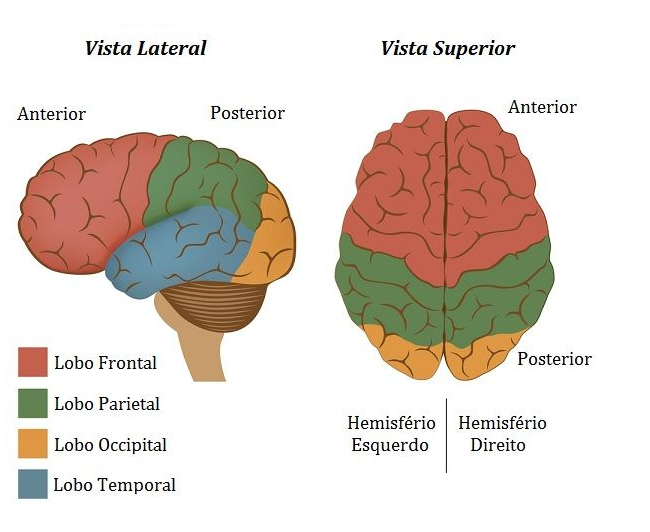 Vista Lateral
Vista Superior
Anterior
Posterior
Anterior
Posterior
Lobo Frontal
Lobo Parietal
Lobo Occipital
Lobo Temporal
Hemisfério
Esquerdo
Hemisfério
Direito